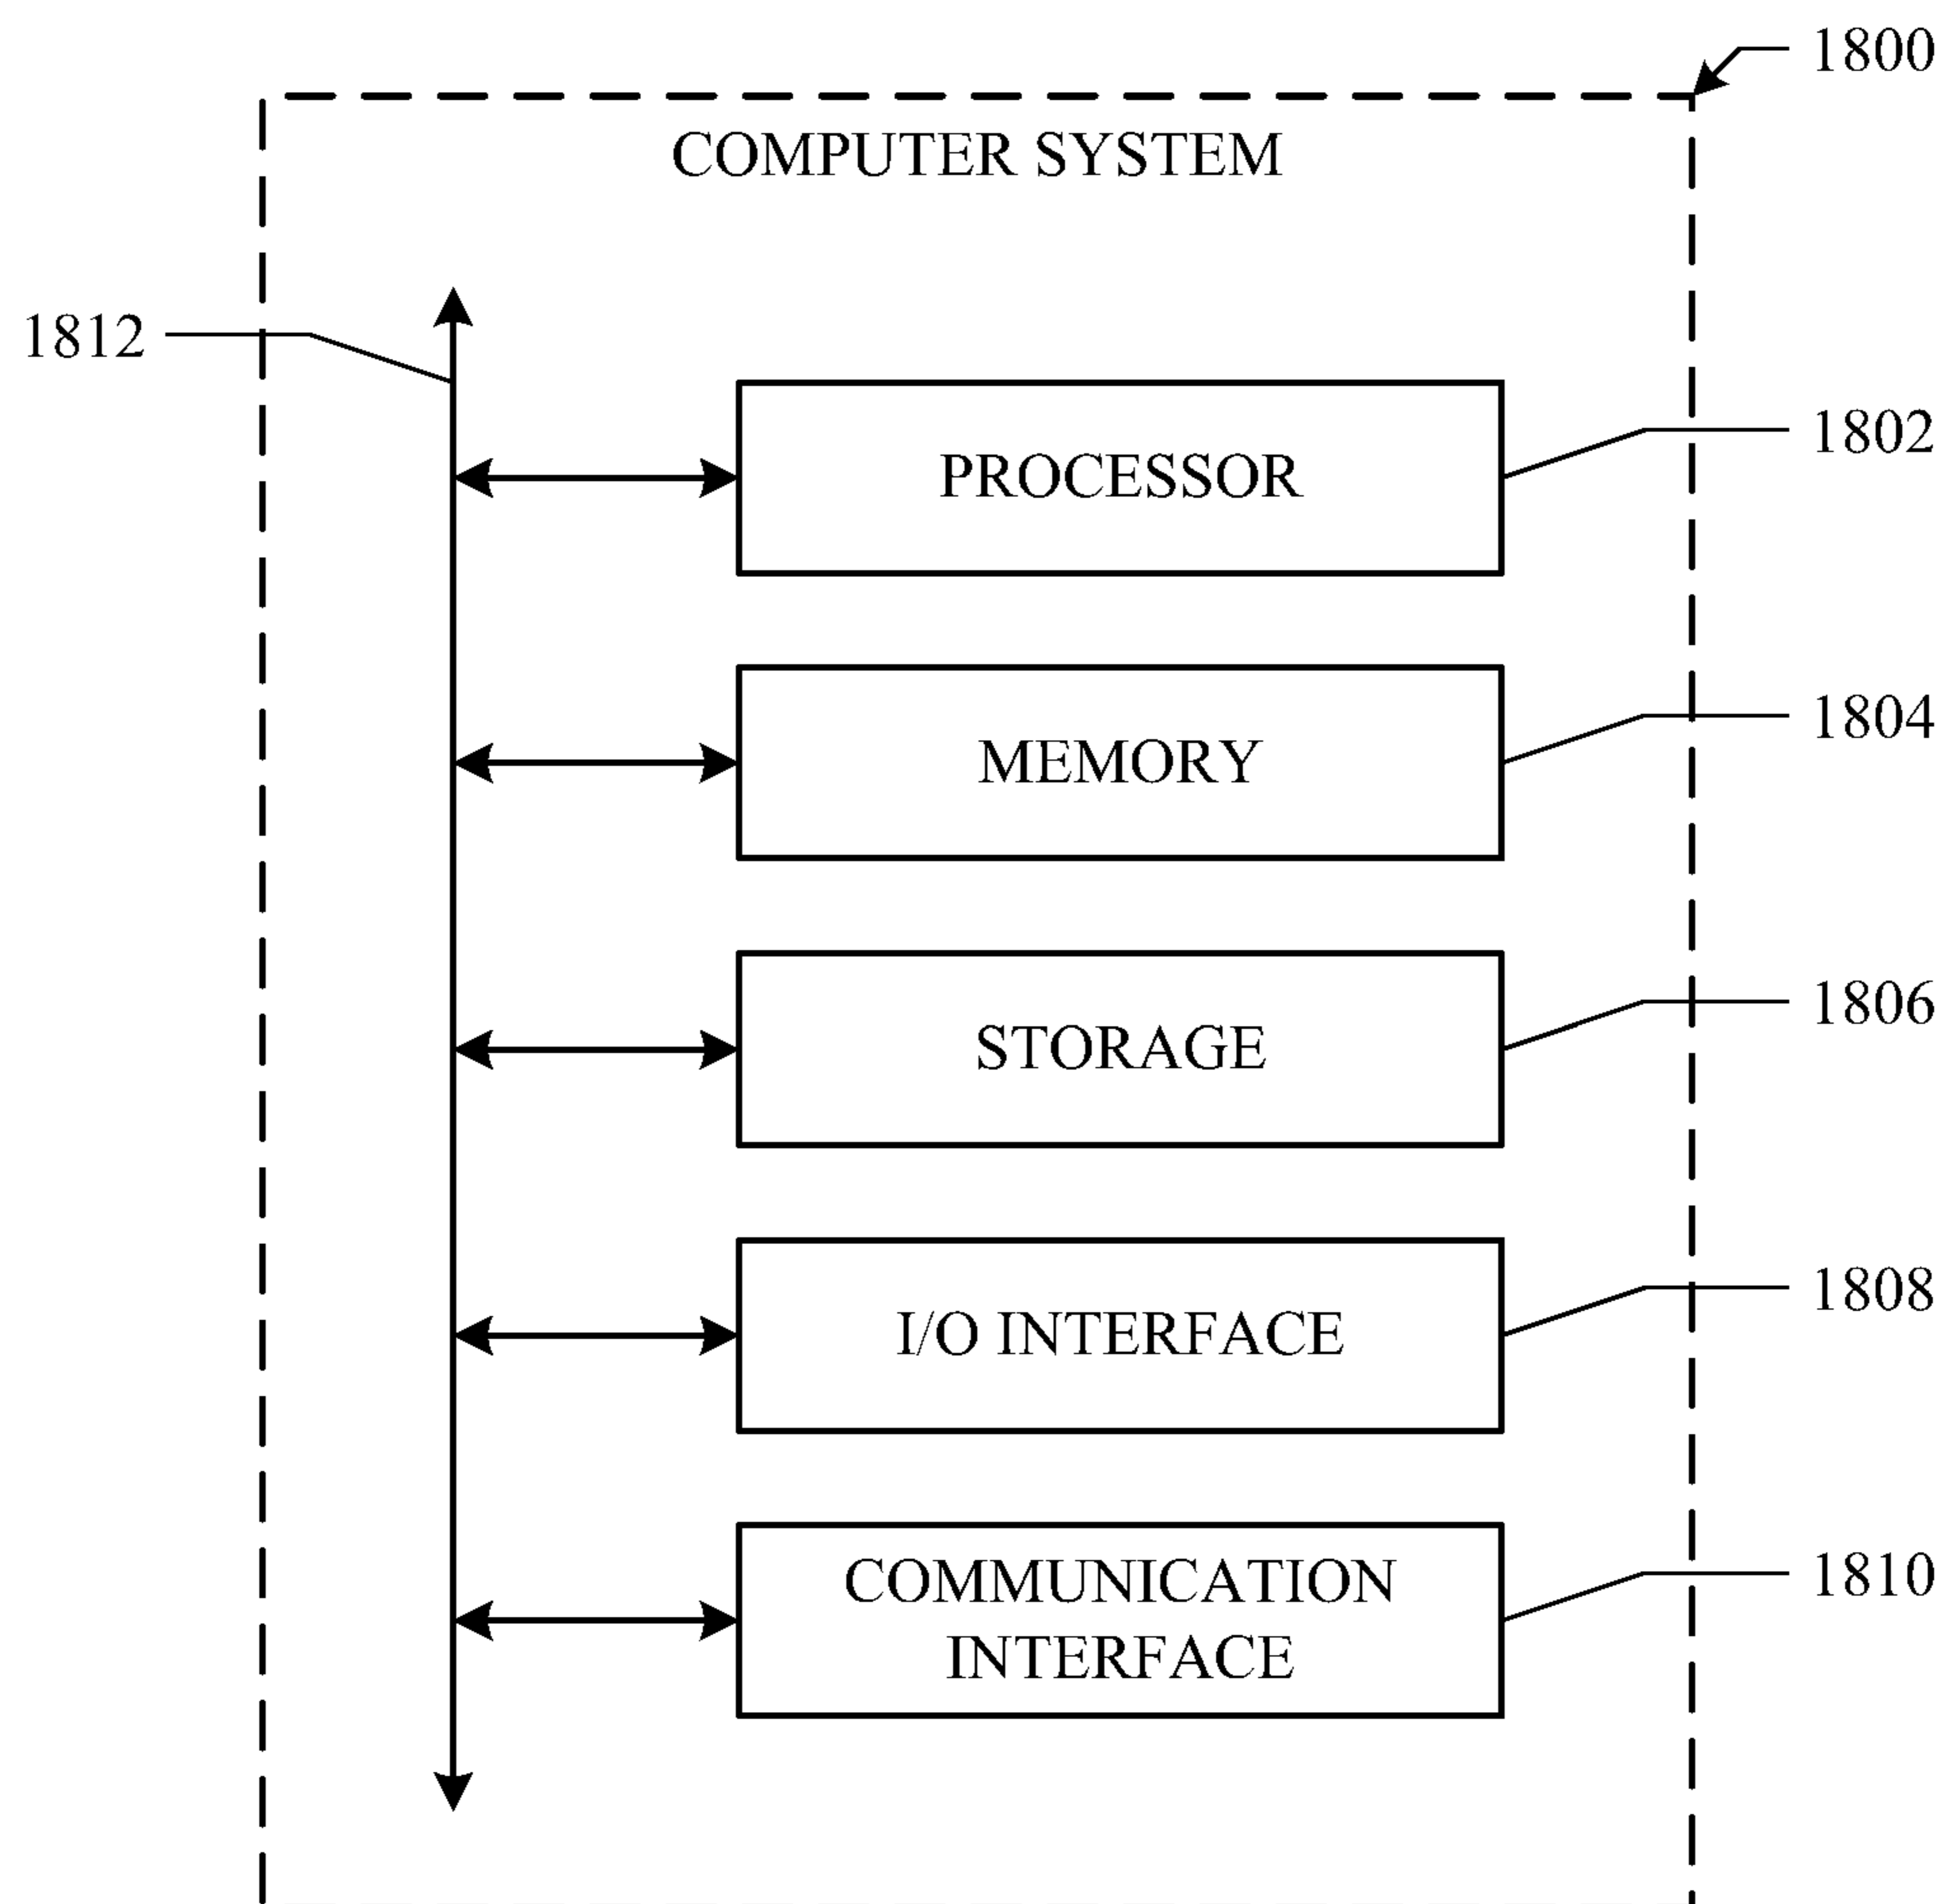 1800
COMPUTER SYSTEM
1812
1802
PROCESSOR
1804
MEMORY
1806
STORAGE
1808
I/O INTERFACE
1810
COMMUNICATION
INTERFACE